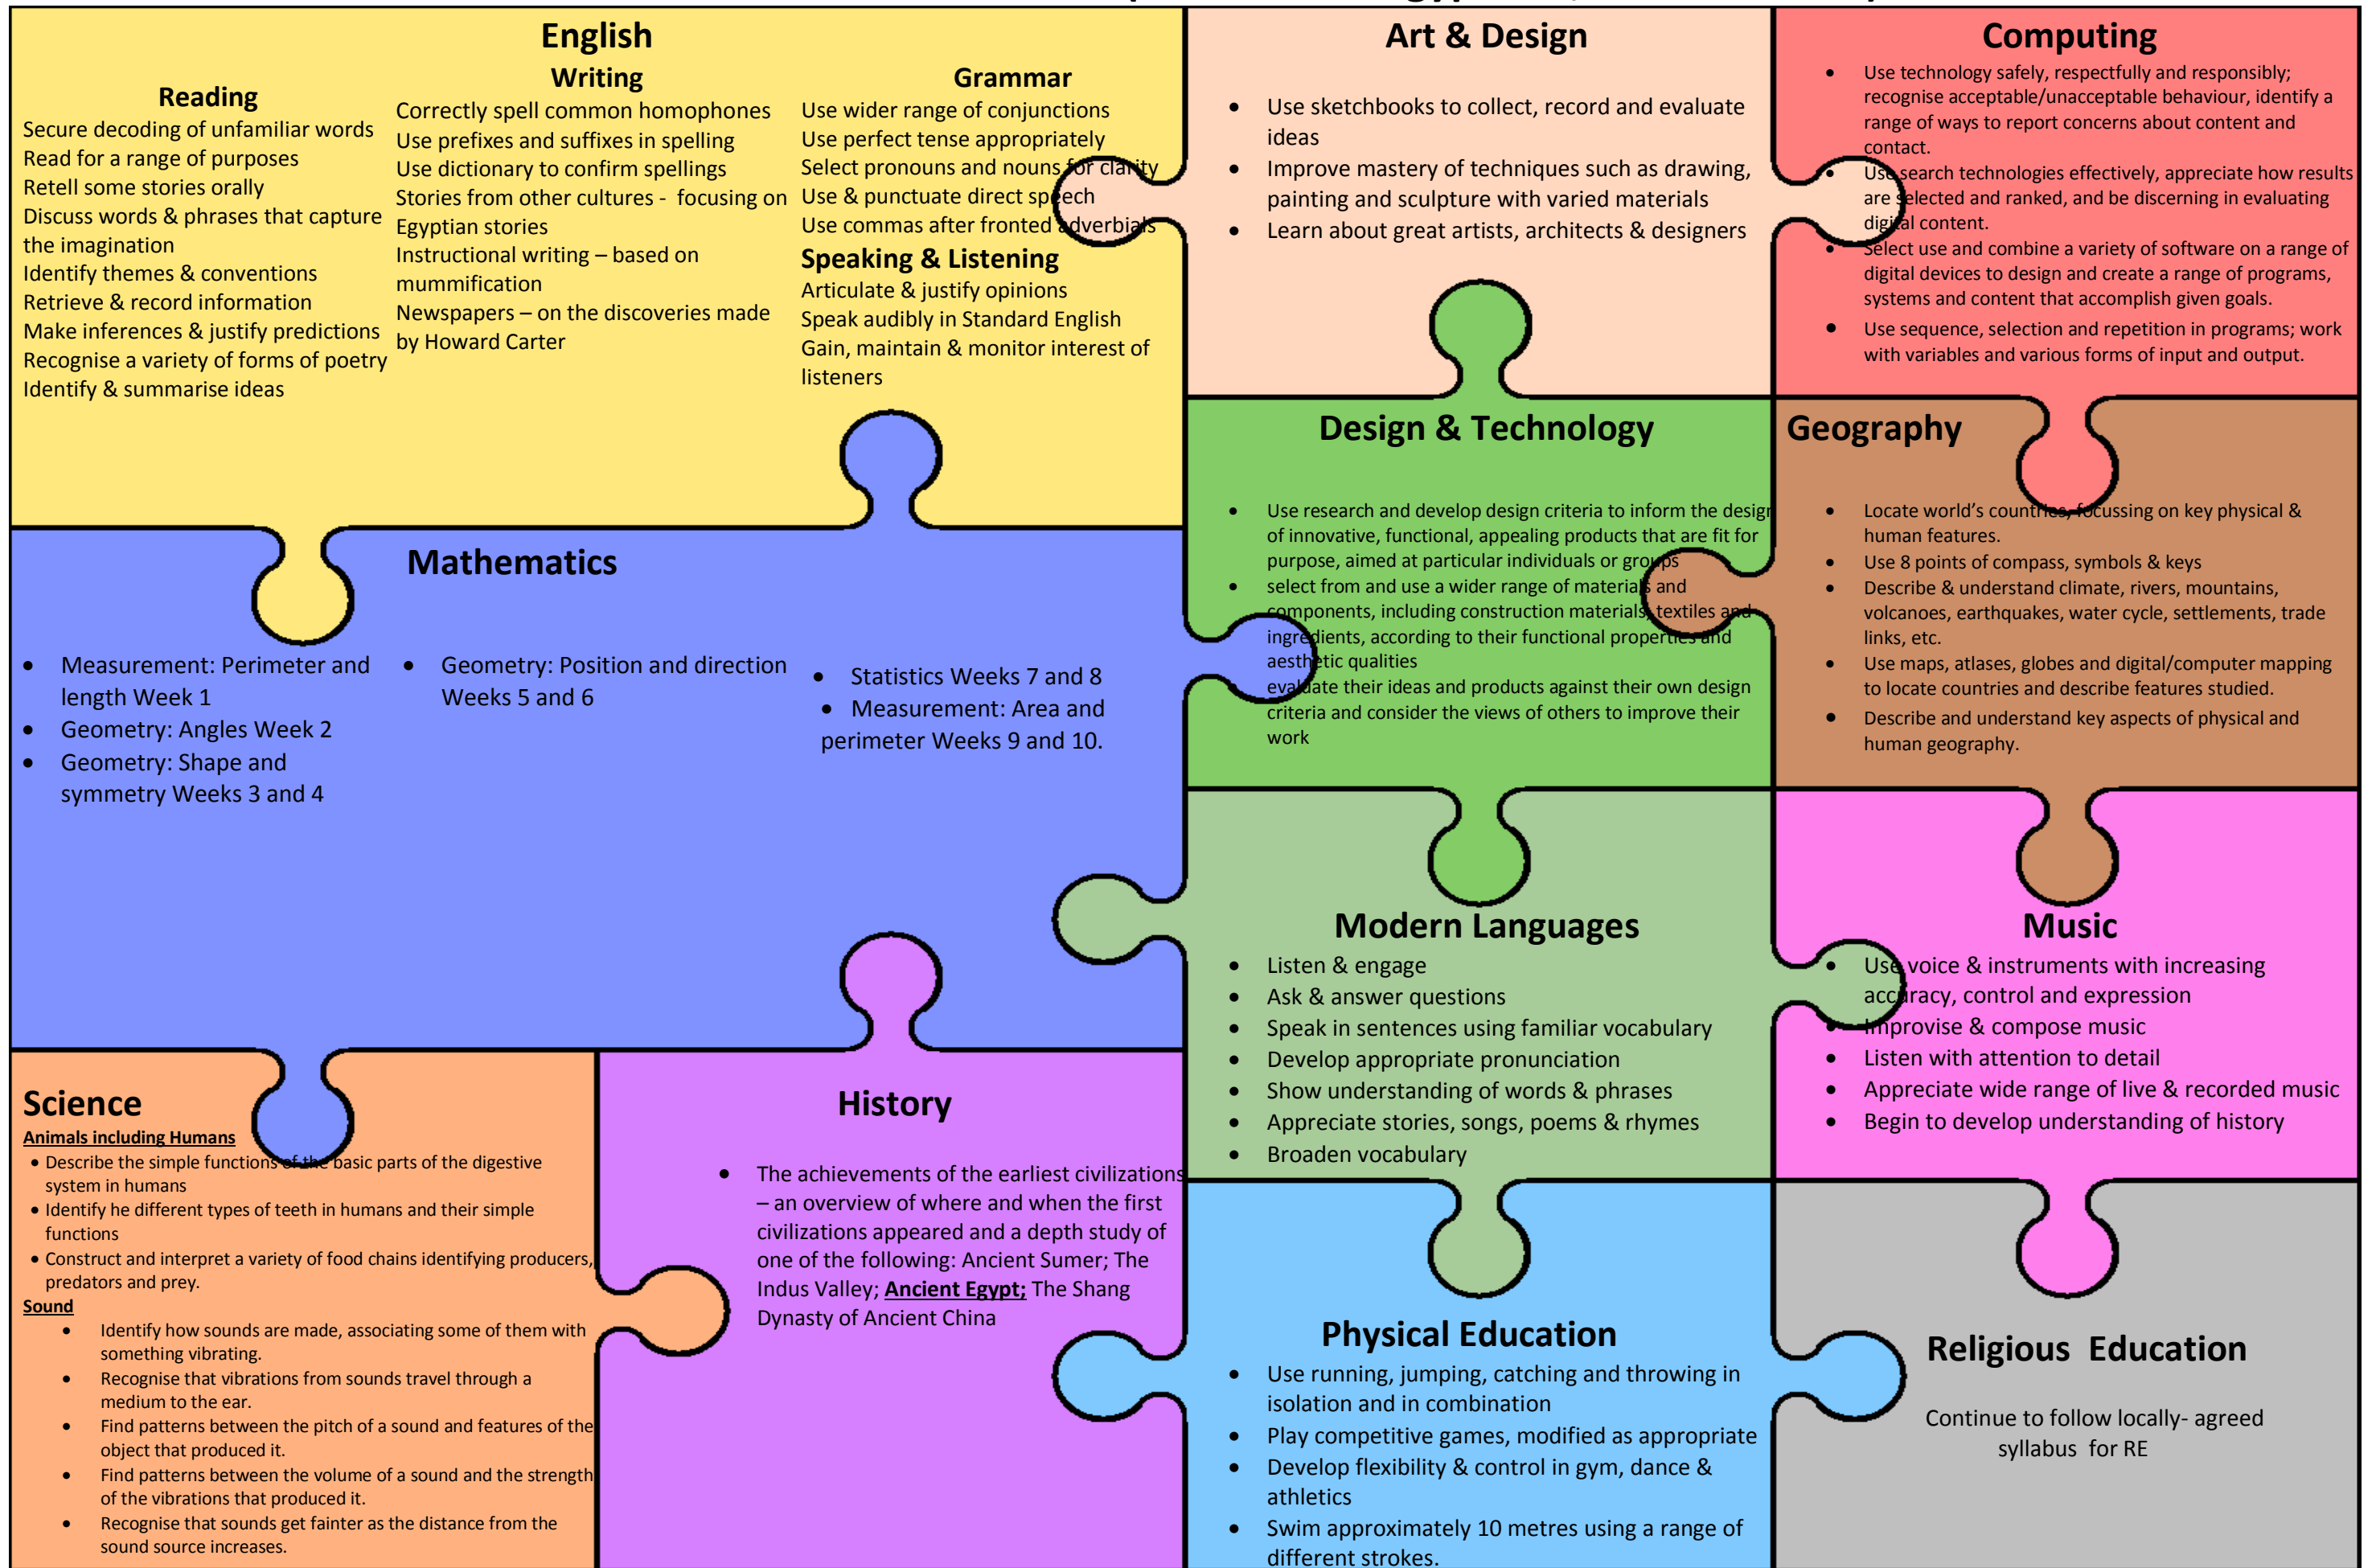 English
Reading
Secure decoding of unfamiliar words
Read for a range of purposes
Retell some stories orally
Discuss words & phrases that capture
the imagination
Identify themes & conventions
Retrieve & record information
Make inferences & justify predictions
Recognise a variety of forms of poetry
Identify & summarise ideas
Writing
Correctly spell common homophones
Use prefixes and suffixes in spelling
Use dictionary to confirm spellings
Stories from other cultures - focusing on
Egyptian stories
Instructional writing – based on
mummification
Newspapers – on the discoveries made
by Howard Carter
Grammar
Use wider range of conjunctions
Use perfect tense appropriately
Select pronouns and nouns for clarity
Use & punctuate direct speech
Use commas after fronted adverbials
Speaking & Listening
Articulate & justify opinions
Speak audibly in Standard English
Gain, maintain & monitor interest of
listeners
Art & Design
• Use sketchbooks to collect, record and evaluate
ideas
• Improve mastery of techniques such as drawing,
painting and sculpture with varied materials
• Learn about great artists, architects & designers
Computing
• Use technology safely, respectfully and responsibly;
recognise acceptable/unacceptable behaviour, identify a
range of ways to report concerns about content and
contact.
• Use search technologies effectively, appreciate how results
are selected and ranked, and be discerning in evaluating
digital content.
• Select use and combine a variety of software on a range of
digital devices to design and create a range of programs,
systems and content that accomplish given goals.
• Use sequence, selection and repetition in programs; work
with variables and various forms of input and output.
Mathematics
• Measurement: Perimeter and
length Week 1
• Geometry: Angles Week 2
• Geometry: Shape and
symmetry Weeks 3 and 4
• Geometry: Position and direction
Weeks 5 and 6
• Statistics Weeks 7 and 8
• Measurement: Area and
perimeter Weeks 9 and 10.
Design & Technology
• Use research and develop design criteria to inform the design
of innovative, functional, appealing products that are fit for
purpose, aimed at particular individuals or groups
• select from and use a wider range of materials and
components, including construction materials, textiles and
ingredients, according to their functional properties and
aesthetic qualities
evaluate their ideas and products against their own design
criteria and consider the views of others to improve their
work
Geography
• Locate world's countries, focussing on key physical &
human features.
• Use 8 points of compass, symbols & keys
• Describe & understand climate, rivers, mountains,
volcanoes, earthquakes, water cycle, settlements, trade
links, etc.
• Use maps, atlases, globes and digital/computer mapping
to locate countries and describe features studied.
• Describe and understand key aspects of physical and
human geography.
Modern Languages
• Listen & engage
• Ask & answer questions
• Speak in sentences using familiar vocabulary
• Develop appropriate pronunciation
• Show understanding of words & phrases
• Appreciate stories, songs, poems & rhymes
• Broaden vocabulary
Music
• Use voice & instruments with increasing
accuracy, control and expression
• Improvise & compose music
• Listen with attention to detail
• Appreciate wide range of live & recorded music
• Begin to develop understanding of history
Science
Animals including Humans
• Describe the simple functions of the basic parts of the digestive
system in humans
• Identify he different types of teeth in humans and their simple
functions
• Construct and interpret a variety of food chains identifying producers,
predators and prey.
Sound
• Identify how sounds are made, associating some of them with
something vibrating.
• Recognise that vibrations from sounds travel through a
medium to the ear.
• Find patterns between the pitch of a sound and features of the
object that produced it.
• Find patterns between the volume of a sound and the strength
of the vibrations that produced it.
• Recognise that sounds get fainter as the distance from the
sound source increases.
History
• The achievements of the earliest civilizations
– an overview of where and when the first
civilizations appeared and a depth study of
one of the following: Ancient Sumer; The
Indus Valley; Ancient Egypt; The Shang
Dynasty of Ancient China
Physical Education
• Use running, jumping, catching and throwing in
isolation and in combination
• Play competitive games, modified as appropriate
• Develop flexibility & control in gym, dance &
athletics
• Swim approximately 10 metres using a range of
different strokes.
Religious Education
Continue to follow locally- agreed
syllabus for RE